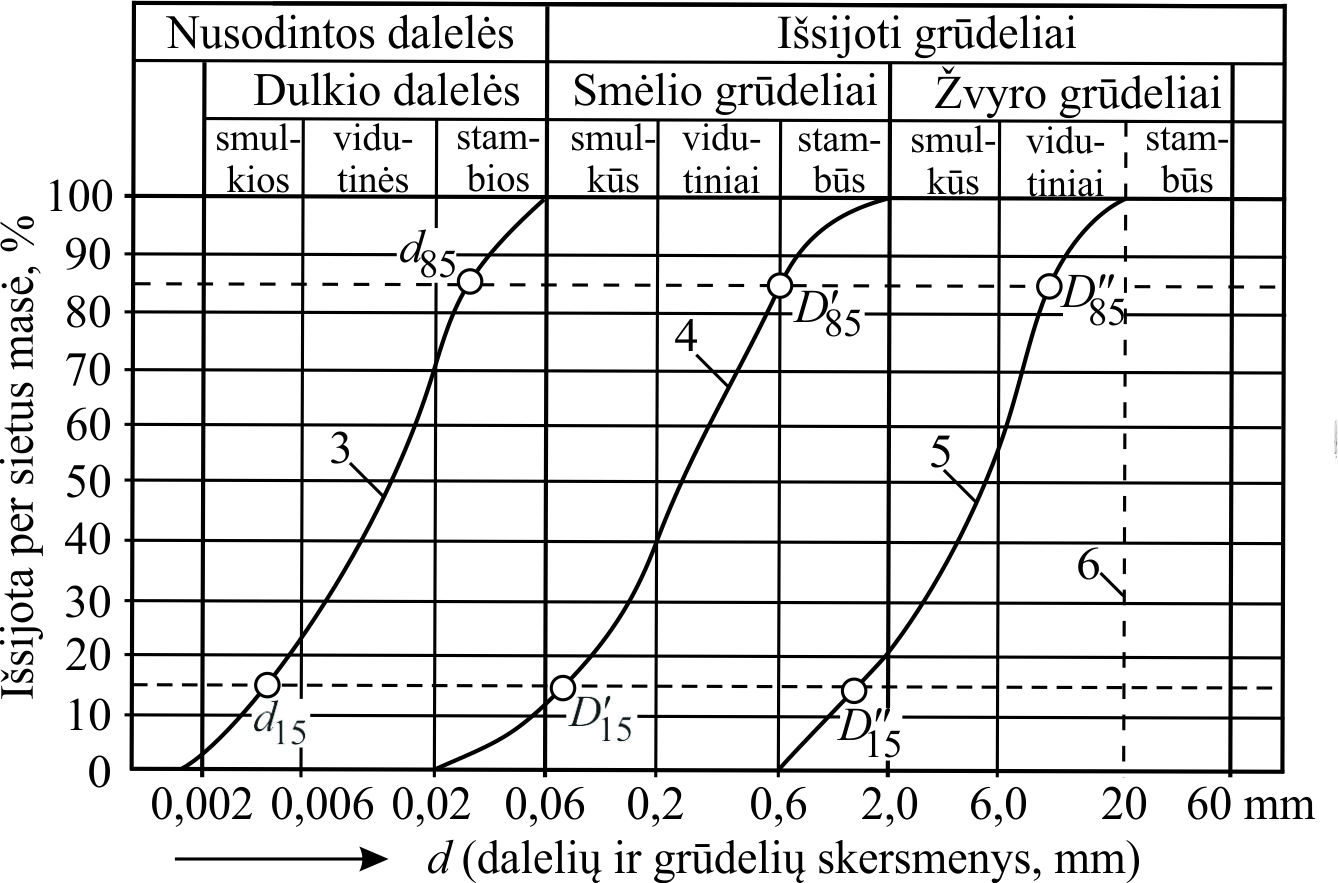 Nusodintos dalelės Išsijoti grūdeliai
Dulkio dalelės Smėlio grūdeliai Žvyro grūdeliai
smul- vidu- stam- smul- vidu- stam- smul- vidu- stam-
kios tinės bios kūs tiniai būs kūs tiniai būs
Išsijota per sietus masė, %
100
90
80
70
60
50
40
30
20
10
0
d85
D′85
D″85
3
4
5
6
d15
D′15
D″15
0,002 0,006 0,02 0,06 0,2 0,6 2,0 6,0 20 60 mm
d (dalelių ir grūdelių skersmenys, mm)